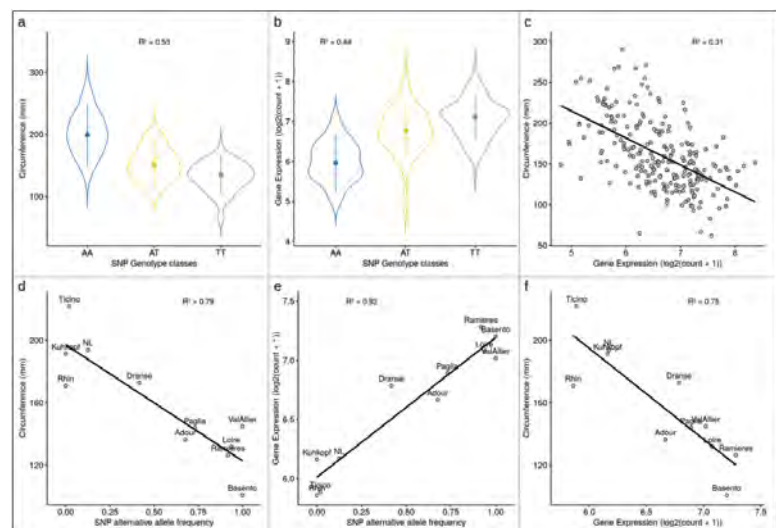 a
R² = 0.53
Circumference (mm)
300
200
100
AA
AT
TT
SNP Genotype classes
b
R² = 0.44
Gene Expression (log2(count + 1))
9
8
7
6
5
4
AA
AT
TT
SNP Genotype classes
c
R² = 0.31
Circumference (mm)
300
250
200
150
100
50
5
6
7
8
Gene Expression (log2(count + 1))
d
R² = 0.79
Ticino
Kuhkopf
NL
Rhin
Dranse
Paglia
Adour
ValAllier
Loire
Ramieres
Basento
Circumference (mm)
200
160
120
0.00
0.25
0.50
0.75
1.00
SNP alternative allele frequency
e
R² = 0.92
Ramieres
Basento
ValAllier
Paglia
Dranse
Adour
Kuhkopf
NL
Ticino
Gene Expression (log2(count + 1))
7.5
7.0
6.5
6.0
0.00
0.25
0.50
0.75
1.00
SNP alternative allele frequency
f
R² = 0.75
Ticino
NL
Kuhkopf
Rhin
Dranse
ValAllier
Adour
Loire
Ramieres
Basento
Circumference (mm)
200
160
120
6.0
6.5
7.0
7.5
Gene Expression (log2(count + 1))